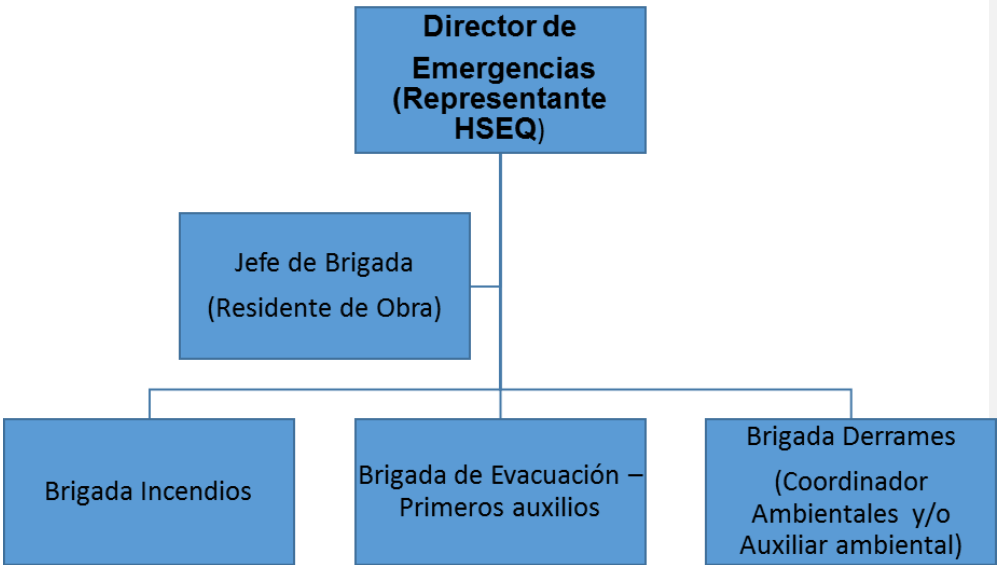 Director de
Emergencias
(Representante
HSEQ)
Jefe de Brigada
(Residente de Obra)
Brigada Incendios
Brigada de Evacuación –
Primeros auxilios
Brigada Derrames
(Coordinador
Ambientales y/o
Auxiliar ambiental)